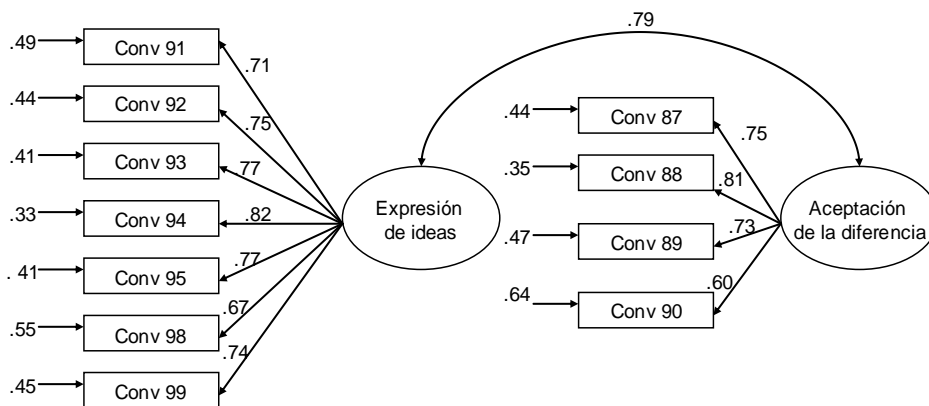 .79
.49
Conv 91
.71
.44
Conv 92
.75
.41
Conv 93
.77
.33
Conv 94
.82
. 41
Conv 95
.77
.55
Conv 98
.67
.45
Conv 99
.74
Expresión
de ideas
.44
Conv 87
.75
.35
Conv 88
.81
.47
Conv 89
.73
.64
Conv 90
.60
Aceptación
de la diferencia